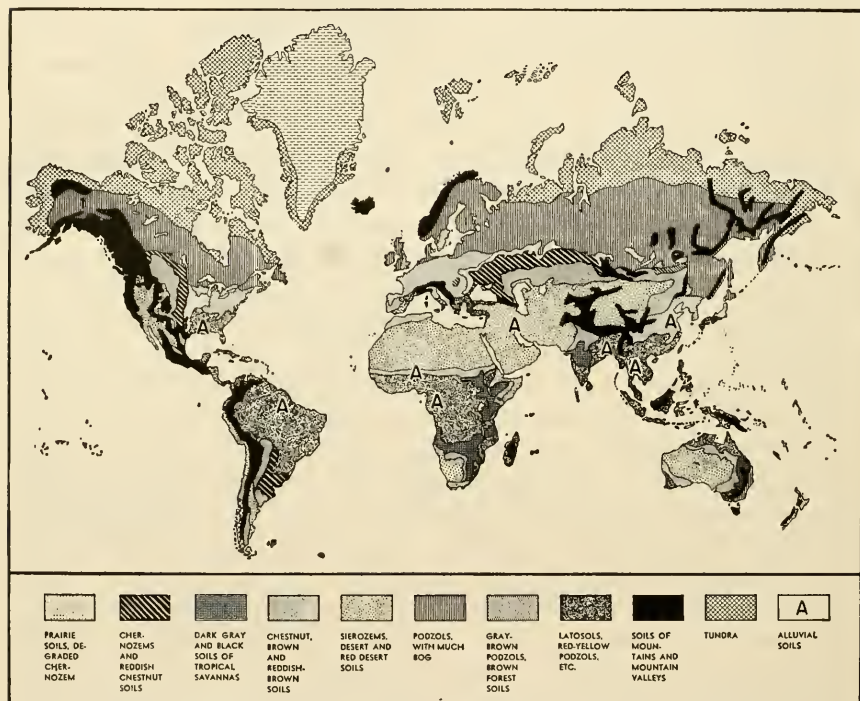 A
A
A
A
A
A
A
A
PRAIRIE
SOILS, DE-
GRADED
CHER-
NOZEM
CHER-
NOZEMS
AND
REDDISH
CHESTNUT
SOILS
DARK GRAY
AND BLACK
SOILS OF
TROPICAL
SAVANNAS
CHESTNUT,
BROWN
AND
REDDISH-
BROWN
SOILS
SIEROZEMS,
DESERT AND
RED DESERT
SOILS
PODZOLS,
WITH MUCH
BOG
GRAY-
BROWN
PODZOLS,
BROWN
FOREST
SOILS
LATOSOLS,
RED-YELLOW
PODZOLS,
ETC.
SOILS OF
MOUN-
TAINS AND
MOUNTAIN
VALLEYS
TUNDRA
A
ALLUVIAL
SOILS